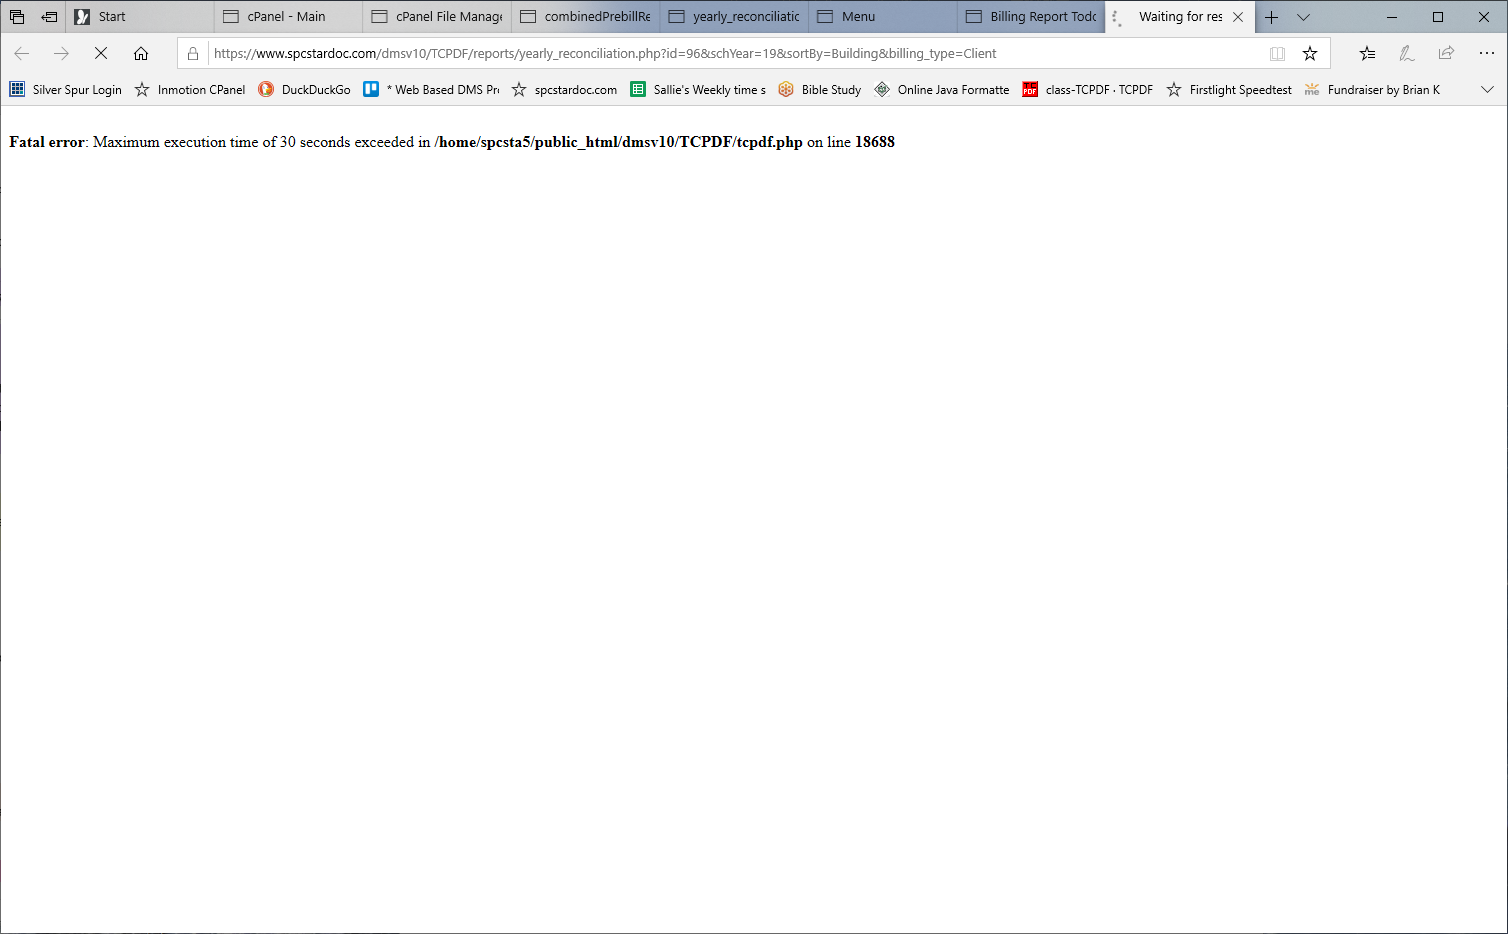 Start
cPanel - Main
cPanel File Manage
combinedPrebillRe
yearly_reconciliatic
Menu
Billing Report Todc
Waiting for res
https://www.spcstardoc.com/dmsv10/TCPDF/reports/yearly_reconciliation.php?id=96&schYear=19&sortBy=Building&billing_type=Client
Silver Spur Login
Inmotion CPanel
DuckDuckGo
* Web Based DMS Pr
spcstardoc.com
Sallie's Weekly time s
Bible Study
Online Java Formatte
PDF
class-TCPDF · TCPDF
Firstlight Speedtest
me
Fundraiser by Brian K
Fatal error: Maximum execution time of 30 seconds exceeded in /home/spcsta5/public_html/dmsv10/TCPDF/tcpdf.php on line 18688